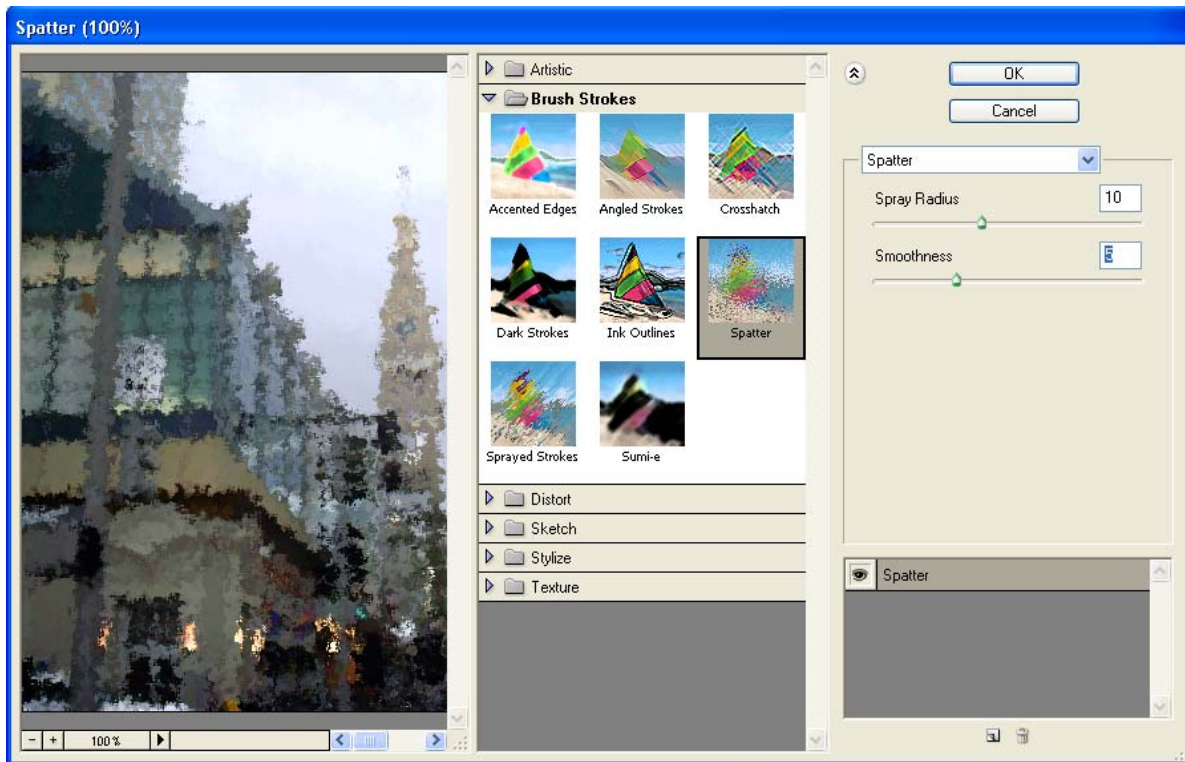 Spatter (100%)
Artistic
Brush Strokes
Accented Edges
Angled Strokes
Crosshatch
Dark Strokes
Ink Outlines
Spatter
Sprayed Strokes
Sumi-e
Distort
Sketch
Stylize
Texture
OK
Cancel
Spatter
Spray Radius
10
Smoothness
5
Spatter
- + 100%